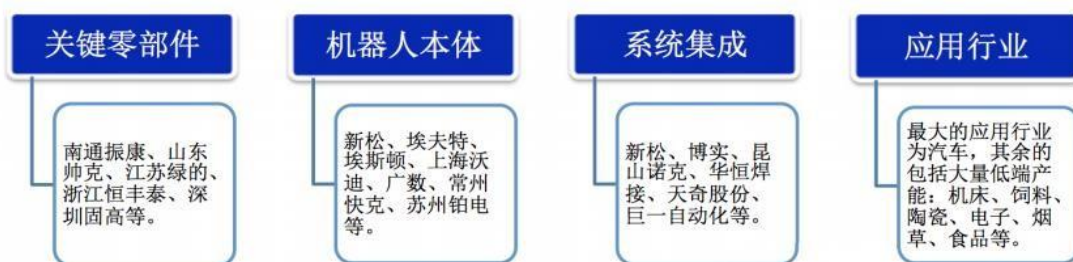 关键零部件
南通振康、山东
帅克、江苏绿的、
浙江恒丰泰、深
圳固高等。
机器人本体
新松、埃夫特、
埃斯顿、上海沃
迪、广数、常州
快克、苏州铂电
等。
系统集成
新松、博实、昆
山诺克、华恒焊
接、天奇股份、
巨一自动化等。
应用行业
最大的应用行业
为汽车，其余的
包括大量低端产
能：机床、饲料、
陶瓷、电子、烟
草、食品等。